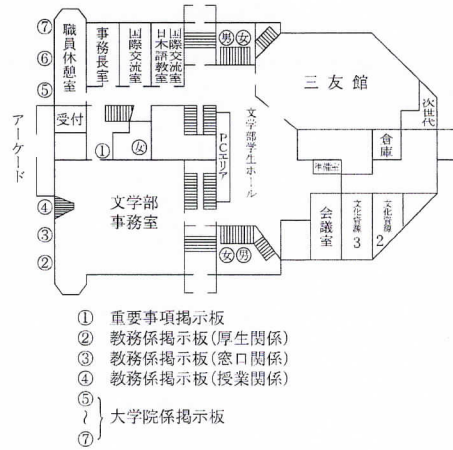 ⑦
⑥
⑤
職員休憩室
事務長室
国際交流室
国際交流室
日本語教室
男
女
三友館
次世代
倉庫
準備室
アーケード
受付
①
女
PCエリア
文学部学生ホール
④
③
②
文学部
事務室
女
男
会議室
文化資源
3
文化資源
2
① 重要事項掲示板
② 教務係掲示板(厚生関係)
③ 教務係掲示板(窓口関係)
④ 教務係掲示板(授業関係)
⑤
~
⑦
大学院係掲示板